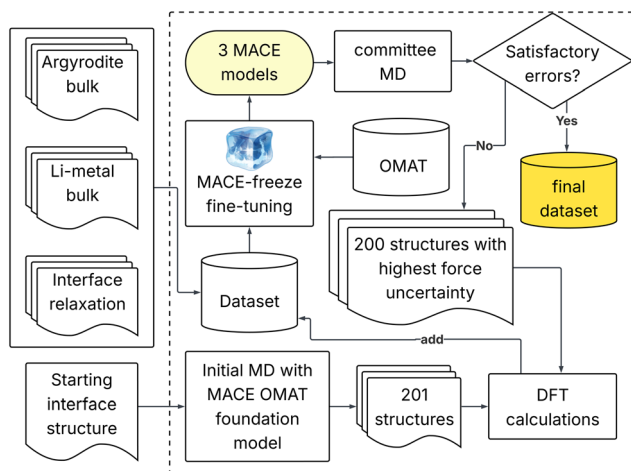 Argyrodite
bulk
Li-metal
bulk
Interface
relaxation
Starting
interface
structure
3 MACE
models
committee
MD
Satisfactory
errors?
Yes
No
final
dataset
MACE-freeze
fine-tuning
OMAT
200 structures with
highest force
uncertainty
Dataset
add
Initial MD with
MACE OMAT
foundation
model
201
structures
DFT
calculations